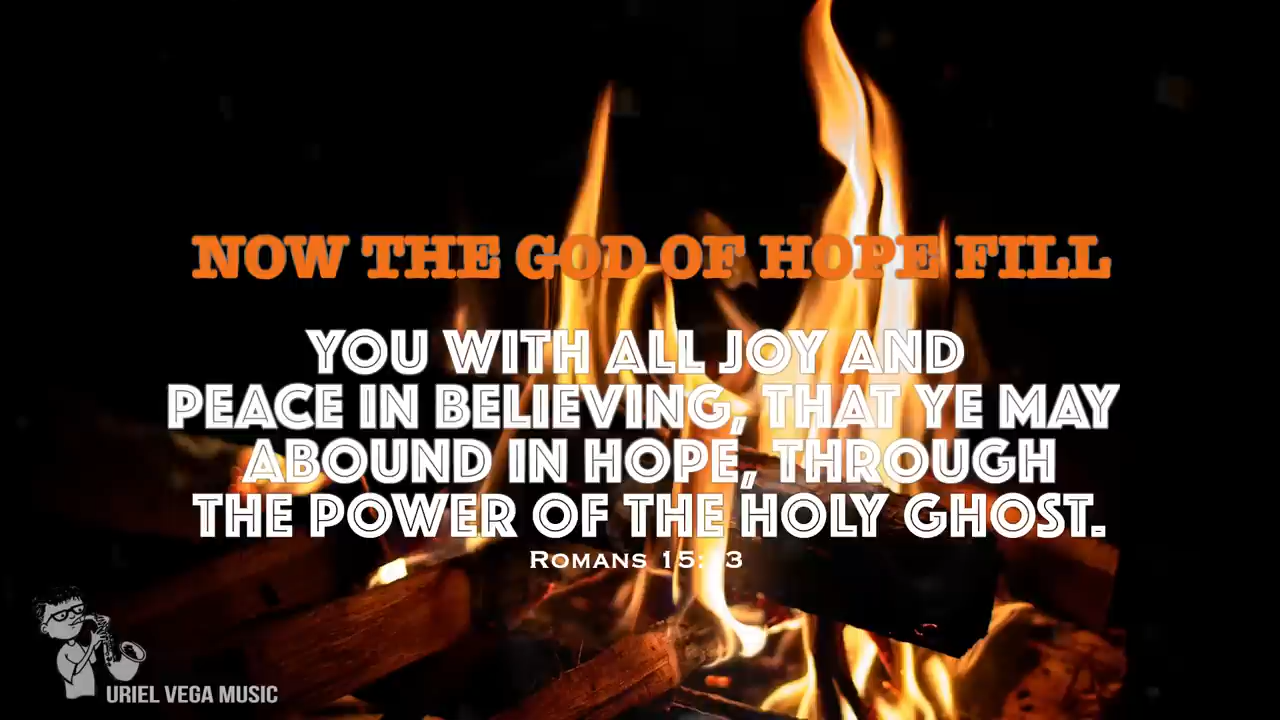 NOW THE GOD OF HOPE FILL
YOU WITH ALL JOY AND
PEACE IN BELIEVING, THAT YE MAY
ABOUND IN HOPE, THROUGH
THE POWER OF THE HOLY GHOST.
ROMANS 15:13
URIEL VEGA MUSIC